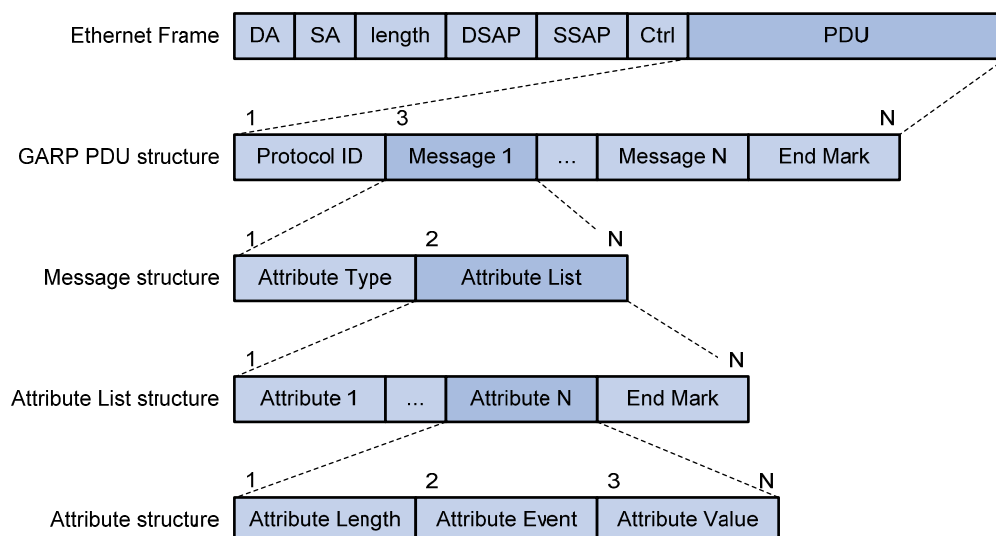 Ethernet Frame DA SA length DSAP SSAP Ctrl PDU
1 3 N
GARP PDU structure Protocol ID Message 1 ... Message N End Mark
1 2 N
Message structure Attribute Type Attribute List
1 N
Attribute List structure Attribute 1 ... Attribute N End Mark
1 2 3 N
Attribute structure Attribute Length Attribute Event Attribute Value